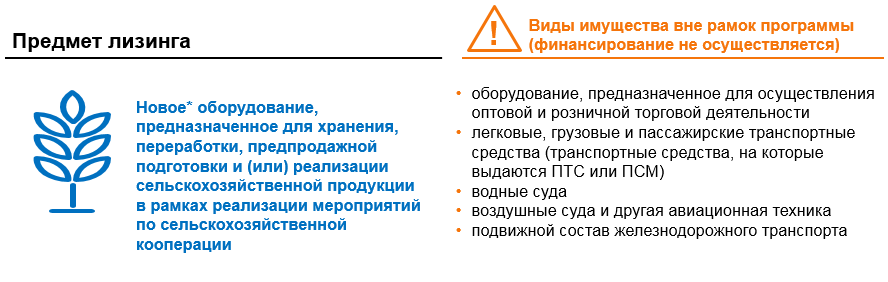 Предмет лизинга
Новое* оборудование,
предназначенное для хранения,
переработки, предпродажной
подготовки и (или) реализации
сельскохозяйственной продукции
в рамках реализации мероприятий
по сельскохозяйственной
кооперации
!
Виды имущества вне рамок программы
(финансирование не осуществляется)
• оборудование, предназначенное для осуществления
оптовой и розничной торговой деятельности
• легковые, грузовые и пассажирские транспортные
средства (транспортные средства, на которые
выдаются ПТС или ПСМ)
• водные суда
• воздушные суда и другая авиационная техника
• подвижной состав железнодорожного транспорта